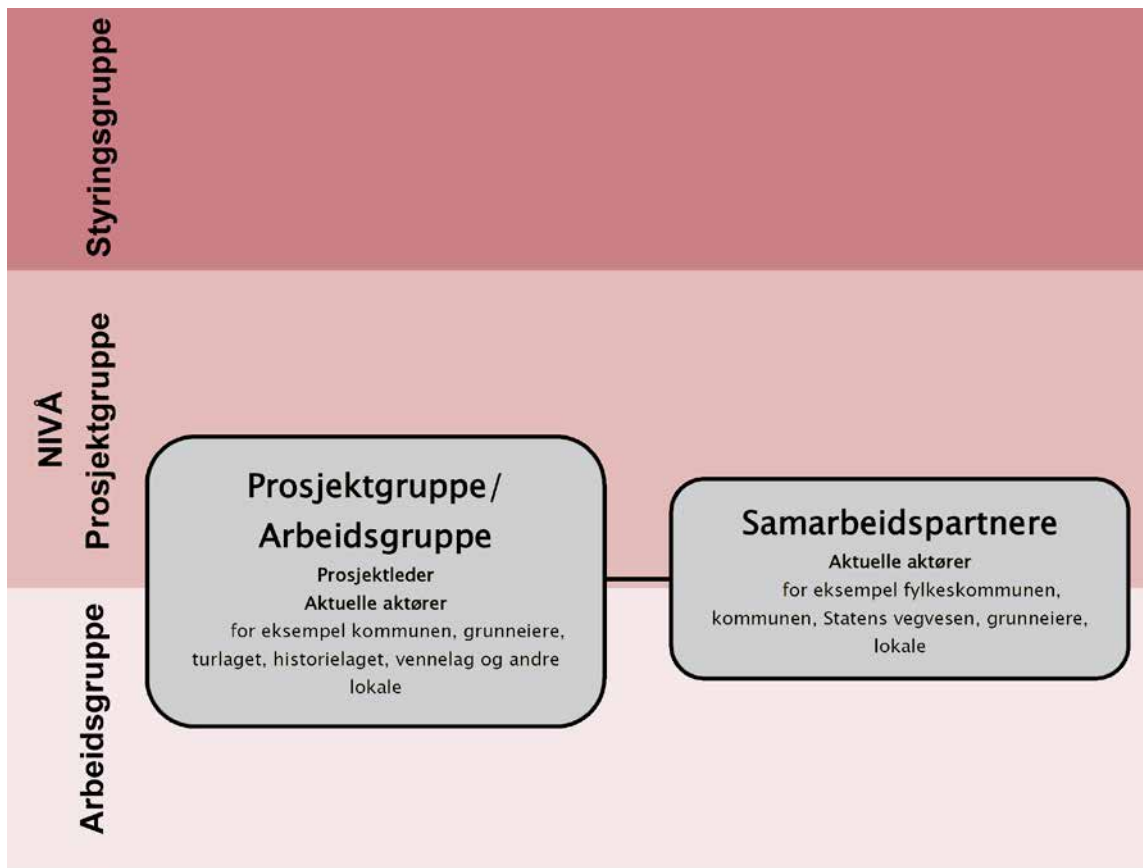 NIVÅ
Styringsgruppe
Prosjektgruppe
Arbeidsgruppe
Prosjektgruppe/
Arbeidsgruppe
Prosjektleder
Aktuelle aktører
for eksempel kommunen, grunneiere,
turlaget, historielaget, vennelag og andre
lokale
Samarbeidspartnere
Aktuelle aktører
for eksempel fylkeskommunen,
kommunen, Statens vegvesen, grunneiere,
lokale